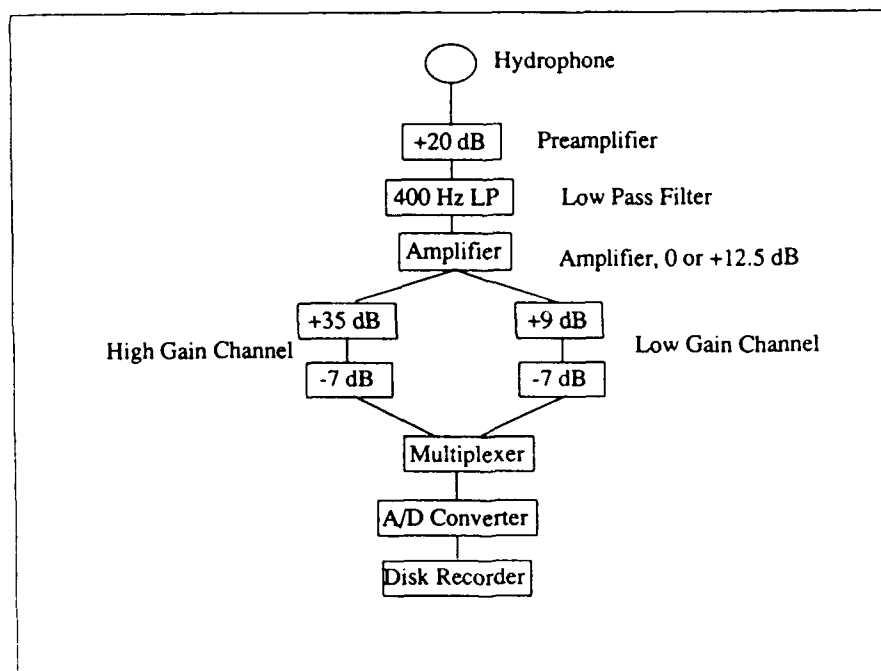 Hydrophone
+20 dB Preamplifier
400 Hz LP Low Pass Filter
Amplifier Amplifier, 0 or +12.5 dB
+35 dB +9 dB
High Gain Channel Low Gain Channel
-7 dB -7 dB
Multiplexer
A/D Converter
Disk Recorder